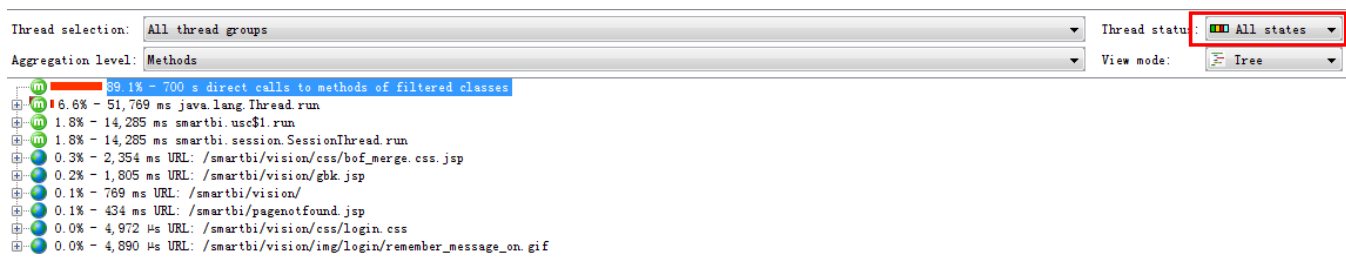 Thread selection: All thread groups Thread status: All states
Aggregation level: Methods View mode: Tree
89.1% - 700 s direct calls to methods of filtered classes
6.6% - 51,769 ms java.lang.Thread.run
1.8% - 14,285 ms smartbi.usc$1.run
1.8% - 14,285 ms smartbi.session.SessionThread.run
0.3% - 2,354 ms URL: /smartbi/vision/css/bof_merge.css.jsp
0.2% - 1,805 ms URL: /smartbi/vision/gbk.jsp
0.1% - 769 ms URL: /smartbi/vision/
0.1% - 434 ms URL: /smartbi/pagenotfound.jsp
0.0% - 4,972 µs URL: /smartbi/vision/css/login.css
0.0% - 4,890 µs URL: /smartbi/vision/img/login/remember_message_on.gif